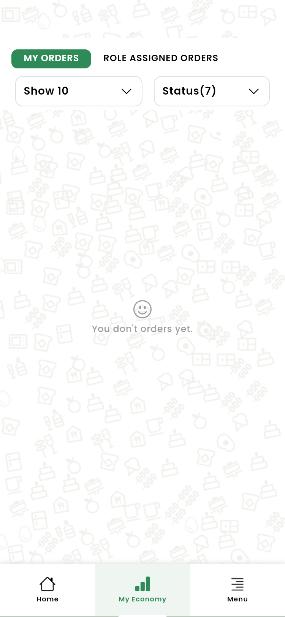 MY ORDERS ROLE ASSIGNED ORDERS
Show 10 Status(7)
You don't orders yet.
Home My Economy Menu